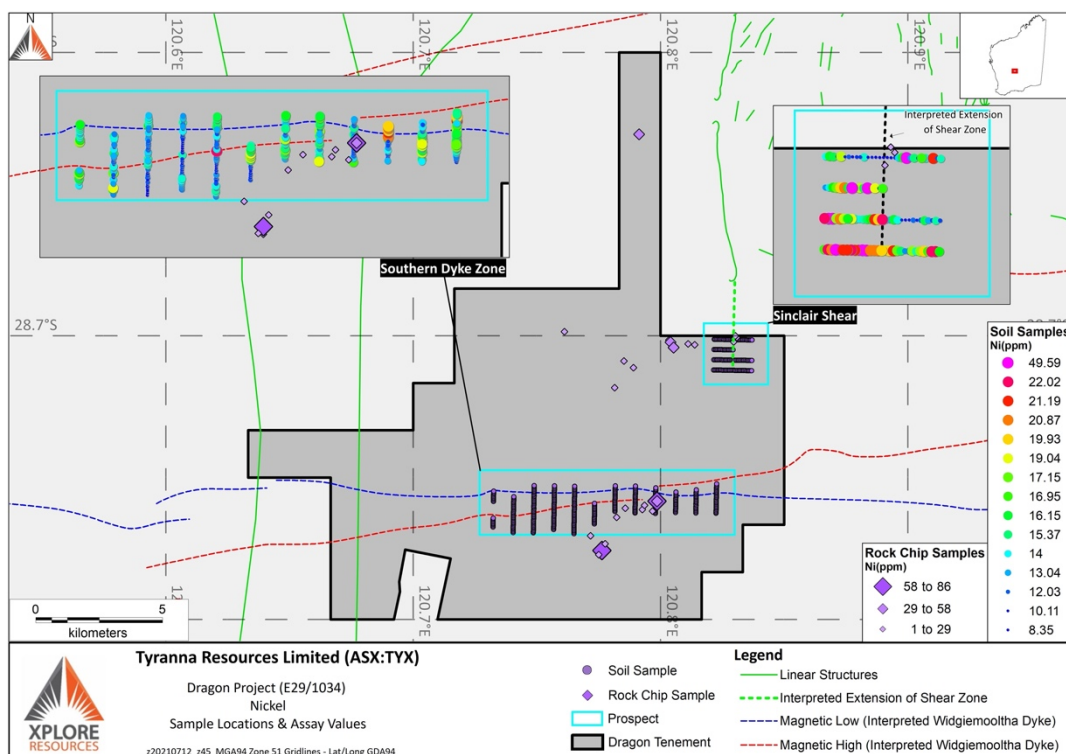 N
120.6°E
120.7°E
120.8°E
120.9°E
Interpreted Extension
of Shear Zone
Southern Dyke Zone
Sinclair Shear
28.7°S
Soil Samples
Ni(ppm)
49.59
22.02
21.19
20.87
19.93
19.04
17.15
16.95
16.15
15.37
14
13.04
12.03
10.11
8.35
Rock Chip Samples
Ni(ppm)
58 to 86
29 to 58
1 to 29
0 5
kilometers
120.7°E
120.8°E
XPLORE
RESOURCES
Tyranna Resources Limited (ASX:TYX)
Dragon Project (E29/1034)
Nickel
Sample Locations & Assay Values
z20210712_z45_MGA94 Zone 51 Gridlines - Lat/Long GDA94
Soil Sample
Rock Chip Sample
Prospect
Dragon Tenement
Legend
Linear Structures
Interpreted Extension of Shear Zone
Magnetic Low (Interpreted Widgiemooltha Dyke)
Magnetic High (Interpreted Widgiemooltha Dyke)